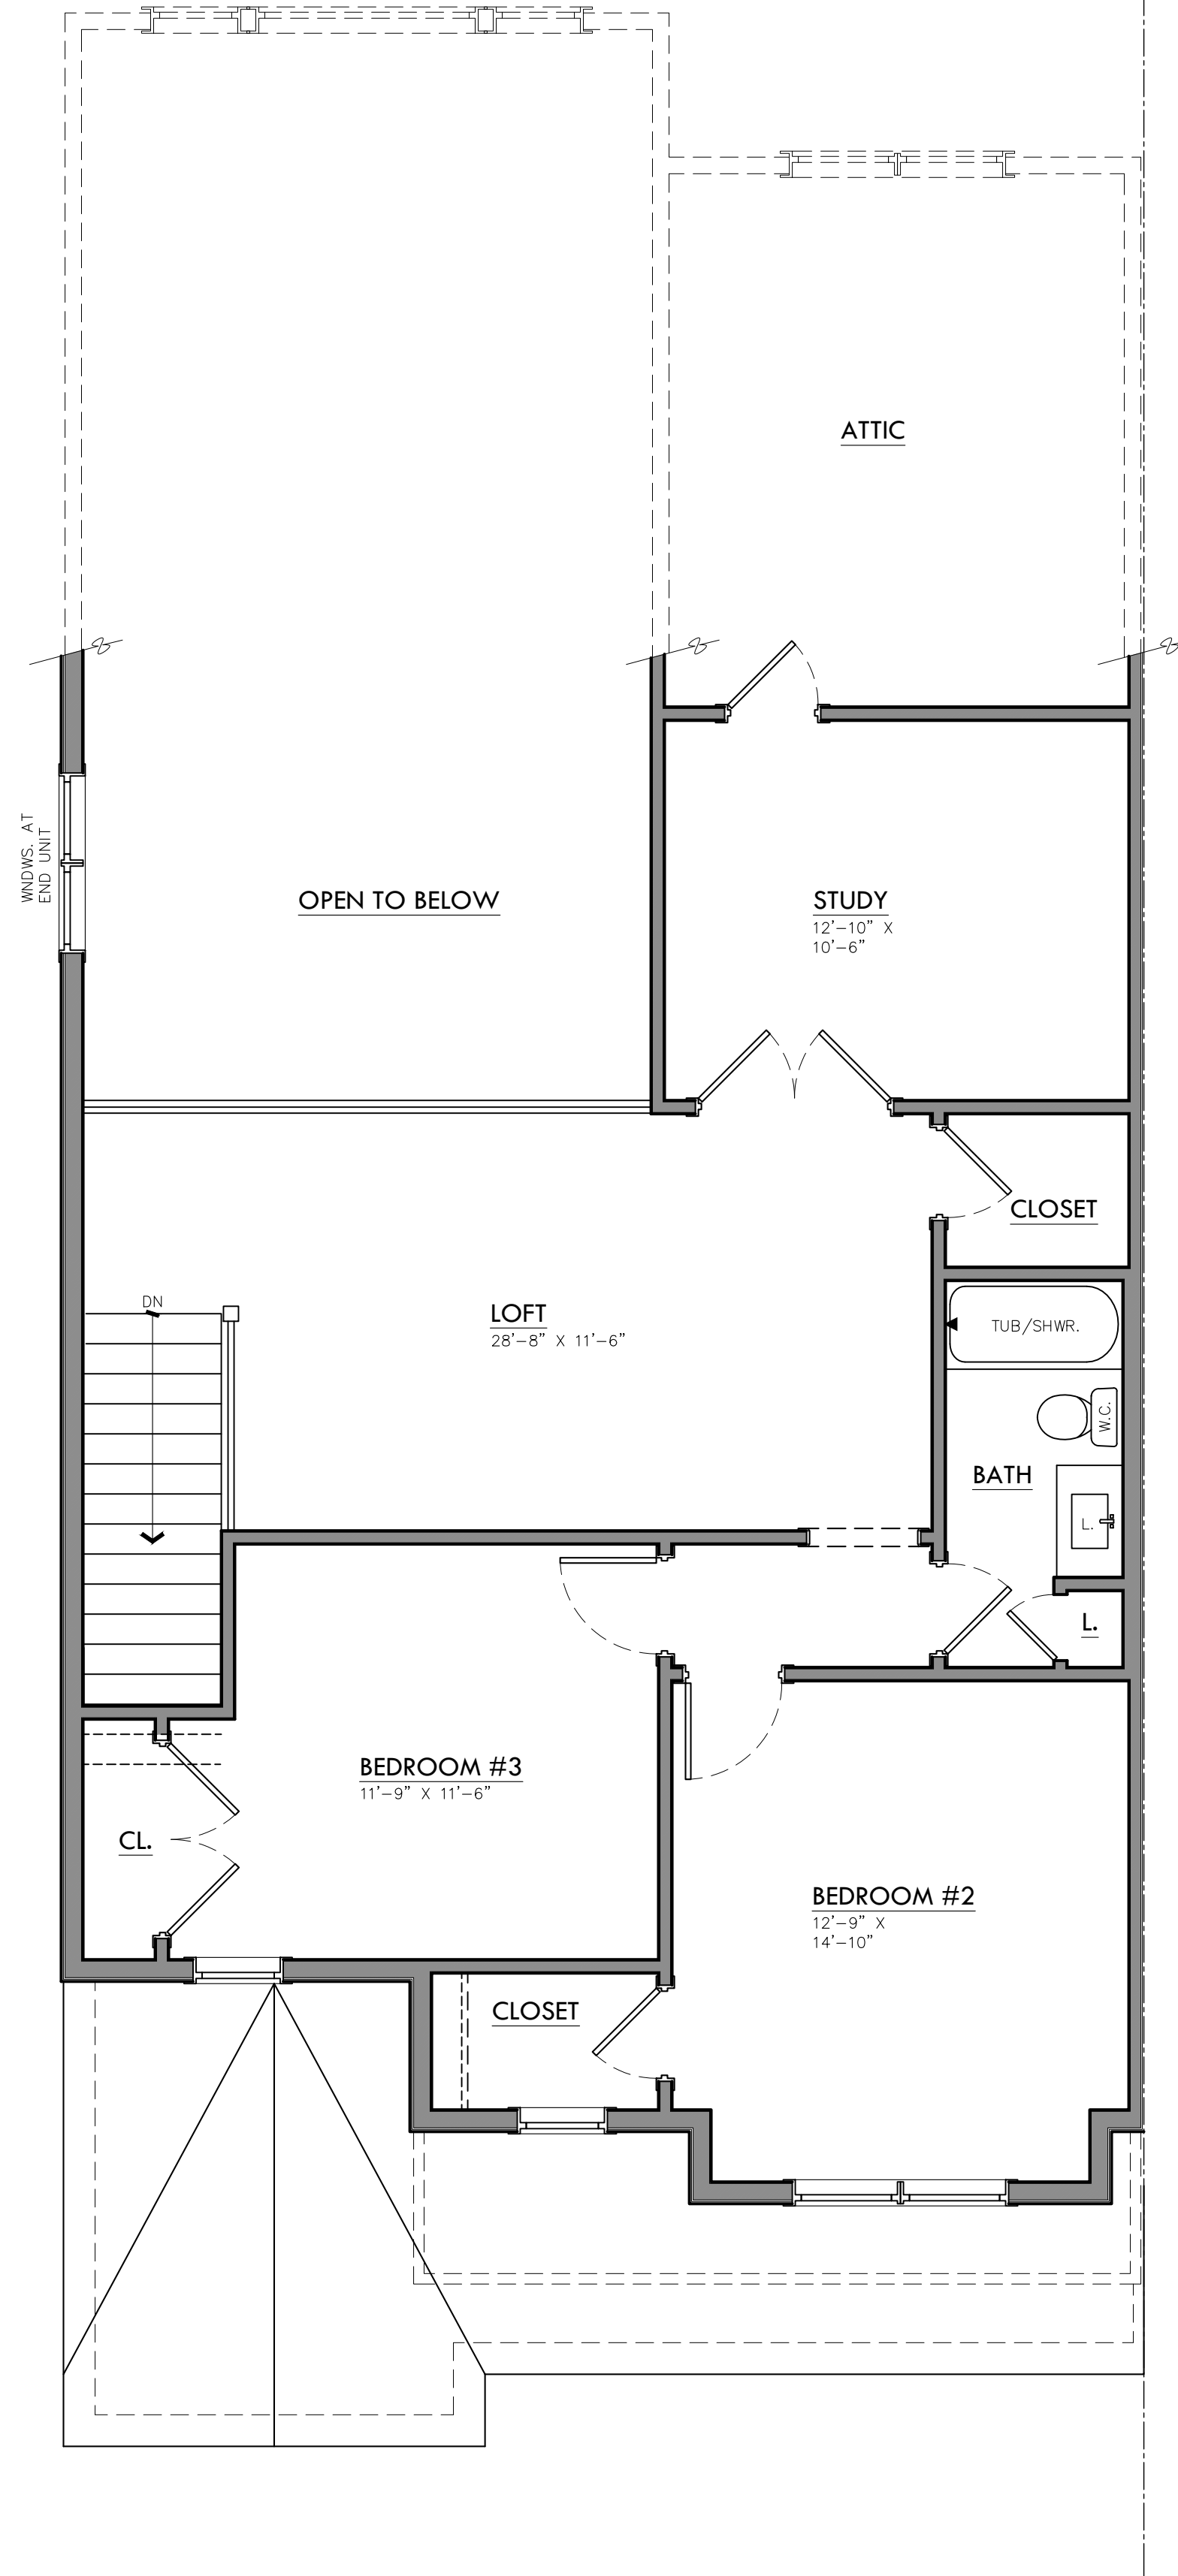 ATTIC
WNDWS. AT
END UNIT
OPEN TO BELOW
STUDY
12'-10" X
10'-6"
CLOSET
DN
LOFT
28'-8" X 11'-6"
TUB/SHWR.
W.C.
BATH
L.
L.
BEDROOM #3
11'-9" X 11'-6"
CL.
BEDROOM #2
12'-9" X
14'-10"
CLOSET